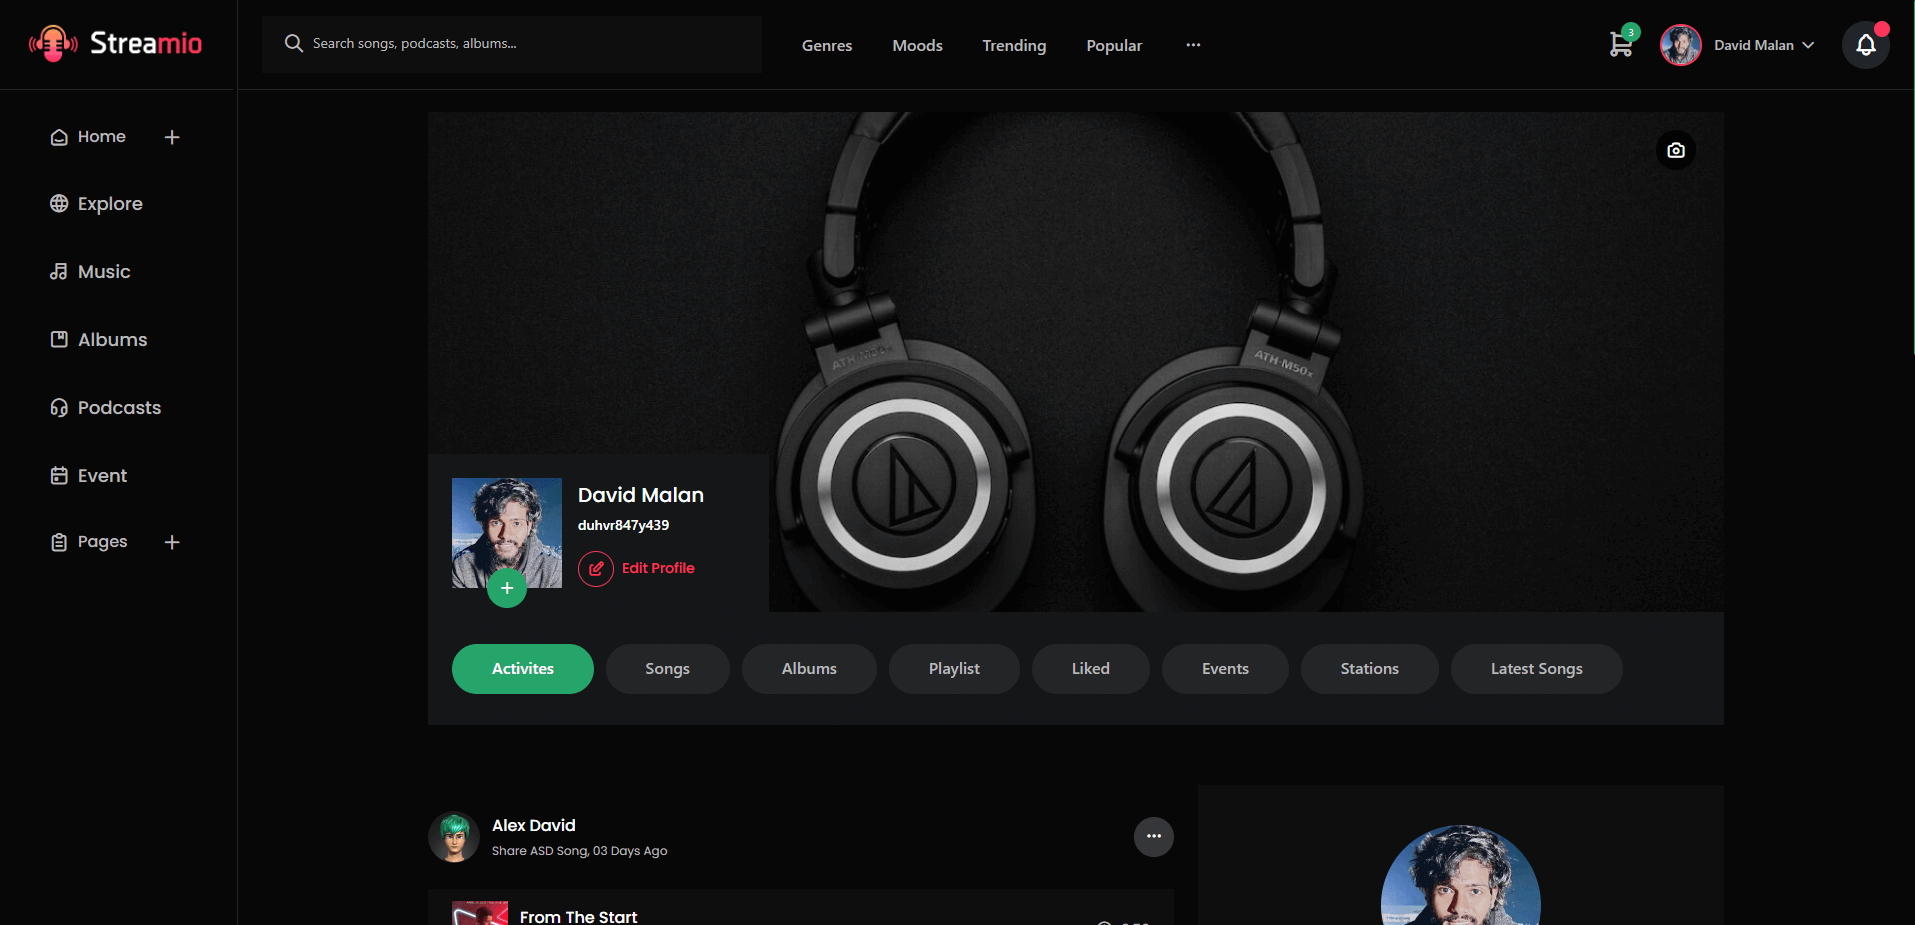 Streamio
Search songs, podcasts, albums...
Genres
Moods
Trending
Popular
3
David Malan
Home
Explore
Music
Albums
Podcasts
Event
Pages
ATH-M50x
David Malan
duhvr847y439
Edit Profile
Activites
Songs
Albums
Playlist
Liked
Events
Stations
Latest Songs
Alex David
Share ASD Song, 03 Days Ago
From The Start